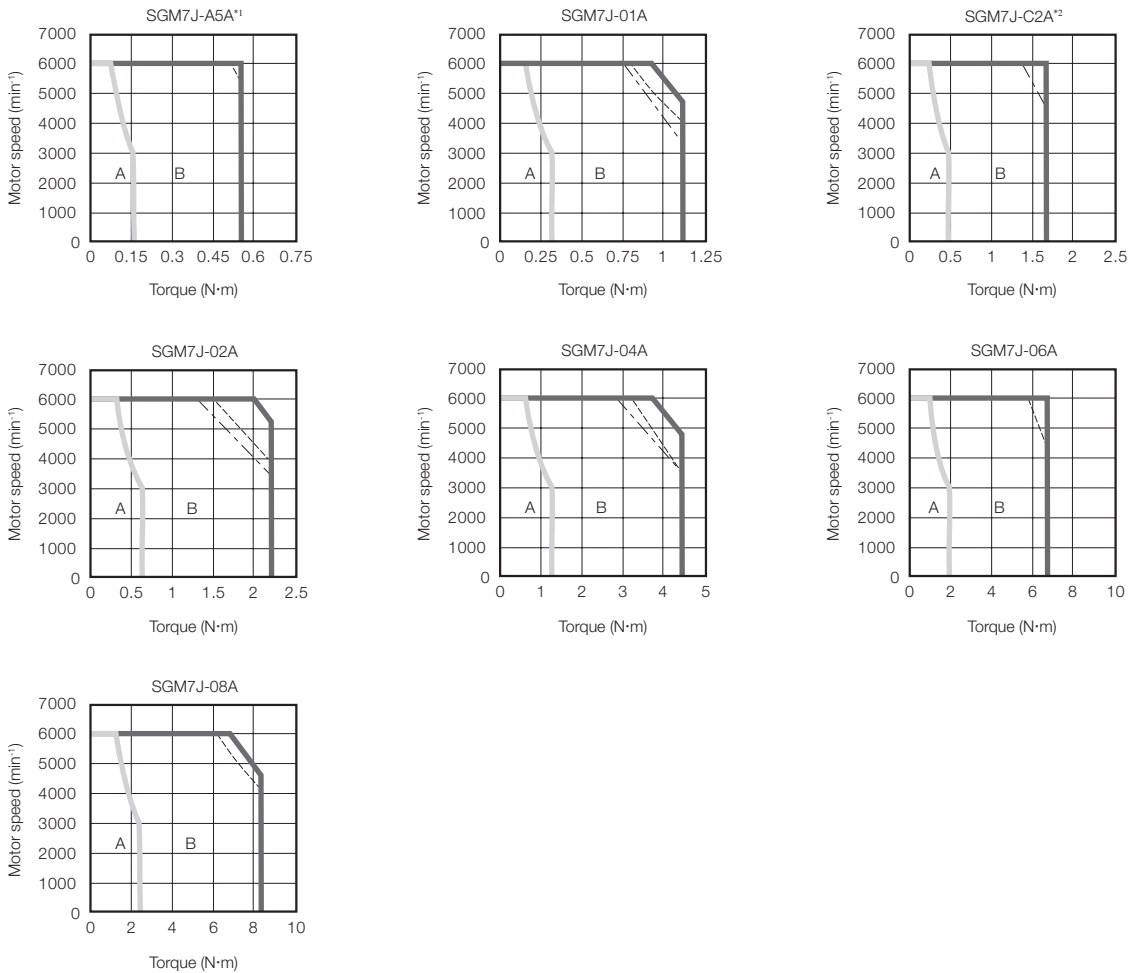 SGM7J-A5A*1
7000
6000
5000
4000
3000
2000
1000
0
Motor speed (min-1)
A
B
0 0.15 0.3 0.45 0.6 0.75
Torque (N•m)
SGM7J-01A
7000
6000
5000
4000
3000
2000
1000
0
Motor speed (min-1)
A
B
0 0.25 0.5 0.75 1 1.25
Torque (N•m)
SGM7J-C2A*2
7000
6000
5000
4000
3000
2000
1000
0
Motor speed (min-1)
A
B
0 0.5 1 1.5 2 2.5
Torque (N•m)
SGM7J-02A
7000
6000
5000
4000
3000
2000
1000
0
Motor speed (min-1)
A
B
0 0.5 1 1.5 2 2.5
Torque (N•m)
SGM7J-04A
7000
6000
5000
4000
3000
2000
1000
0
Motor speed (min-1)
A
B
0 1 2 3 4 5
Torque (N•m)
SGM7J-06A
7000
6000
5000
4000
3000
2000
1000
0
Motor speed (min-1)
A
B
0 2 4 6 8 10
Torque (N•m)
SGM7J-08A
7000
6000
5000
4000
3000
2000
1000
0
Motor speed (min-1)
A
B
0 2 4 6 8 10
Torque (N•m)